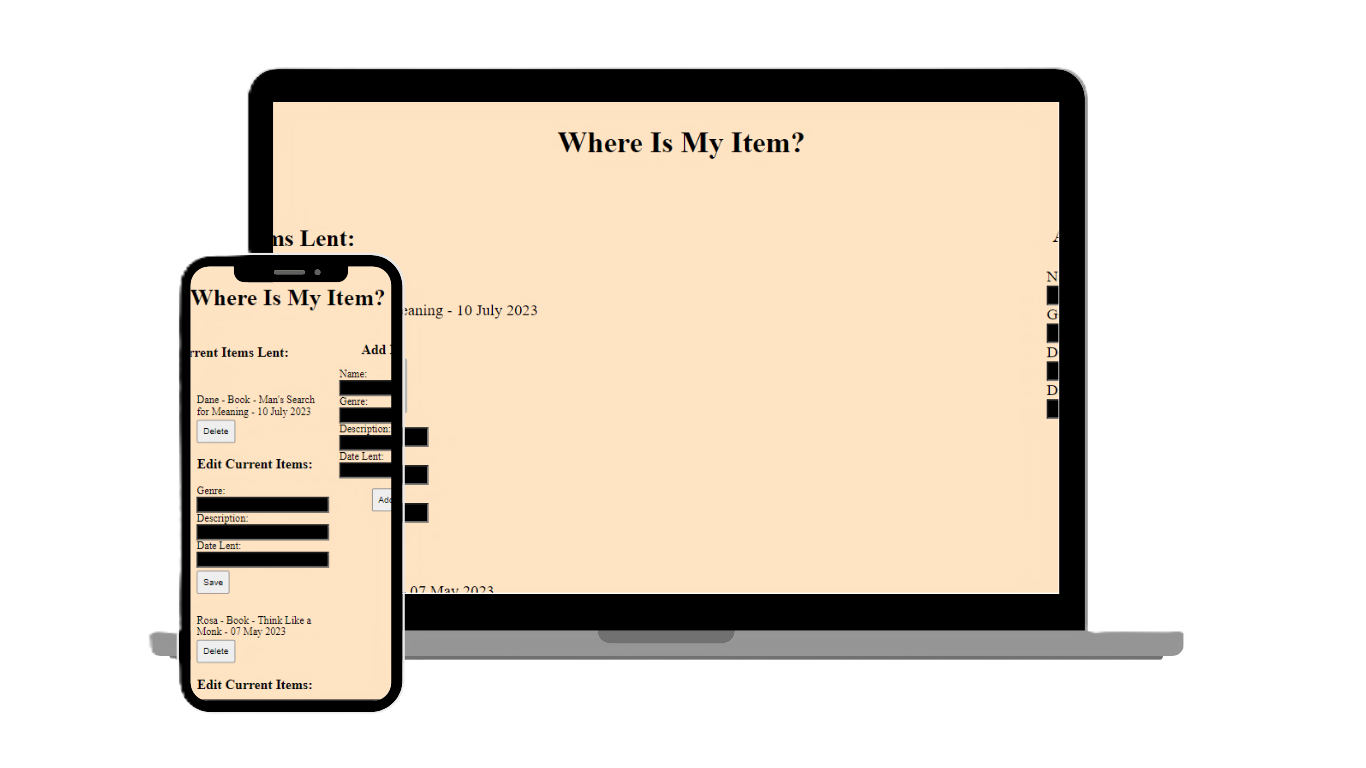 Where Is My Item?
ms Lent:
eaning - 10 July 2023
07 May 2023
N
G
D
D
Where Is My Item?
rrent Items Lent:
Dane - Book - Man's Search
for Meaning - 10 July 2023
Delete
Edit Current Items:
Genre:
Description:
Date Lent:
Save
Rosa - Book - Think Like a
Monk - 07 May 2023
Delete
Edit Current Items:
Add
Name:
Genre:
Description:
Date Lent:
Add